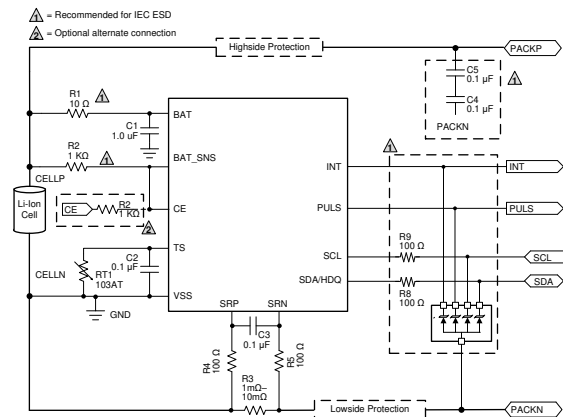 1 = Recommended for IEC ESD
2 = Optional alternate connection
Highside Protection
PACKP
C5
0.1 µF
1
C4
0.1 µF
PACKN
R1
10 Ω
1
BAT
C1
1.0 uF
R2
1 KΩ
1
BAT_SNS
CELLP
Li-Ion
Cell
CE
R2
1 KΩ
2
CE
TS
C2
0.1 µF
CELLN
RT1
103AT
VSS
GND
SRP
SRN
C3
0.1 µF
R4
100 Ω
R5
100 Ω
R3
1mΩ–
10mΩ
1
INT
INT
PULS
PULS
R9
100 Ω
SCL
SCL
SDA/HDQ
R8
100 Ω
SDA
Lowside Protection
PACKN